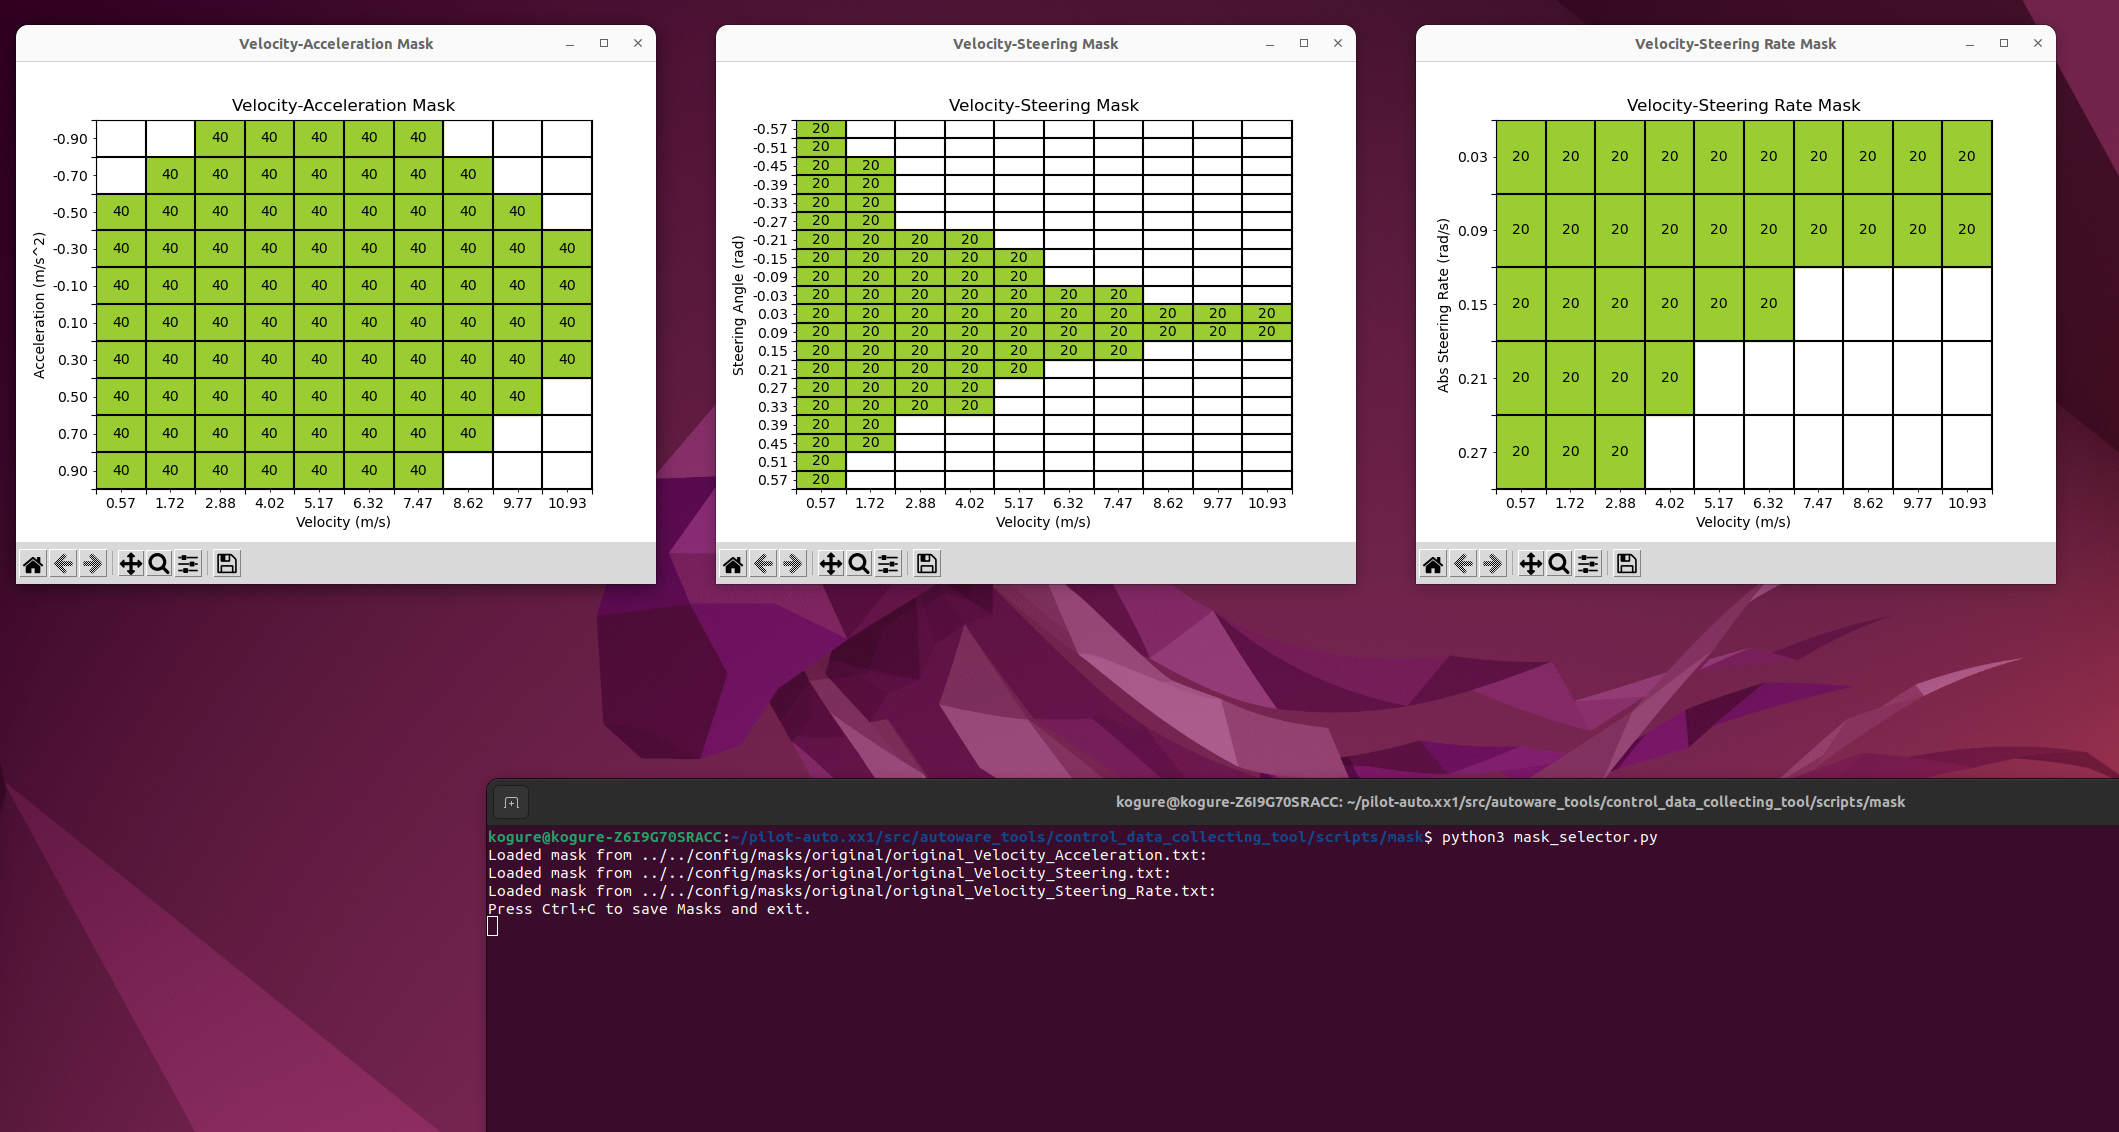 Velocity-Acceleration Mask
Velocity-Acceleration Mask
Acceleration (m/s^2)
-0.90 40 40 40 40 40
-0.70 40 40 40 40 40 40 40
-0.50 40 40 40 40 40 40 40 40 40
-0.30 40 40 40 40 40 40 40 40 40 40
-0.10 40 40 40 40 40 40 40 40 40 40
0.10 40 40 40 40 40 40 40 40 40 40
0.30 40 40 40 40 40 40 40 40 40 40
0.50 40 40 40 40 40 40 40 40 40
0.70 40 40 40 40 40 40 40 40
0.90 40 40 40 40 40 40 40
0.57 1.72 2.88 4.02 5.17 6.32 7.47 8.62 9.77 10.93
Velocity (m/s)
Velocity-Steering Mask
Velocity-Steering Mask
Steering Angle (rad)
-0.57 20
-0.51 20
-0.45 20 20
-0.39 20 20
-0.33 20 20
-0.27 20 20
-0.21 20 20 20 20
-0.15 20 20 20 20 20
-0.09 20 20 20 20 20
-0.03 20 20 20 20 20 20 20
0.03 20 20 20 20 20 20 20 20 20 20
0.09 20 20 20 20 20 20 20 20 20 20
0.15 20 20 20 20 20 20 20
0.21 20 20 20 20 20
0.27 20 20 20 20
0.33 20 20 20 20
0.39 20 20
0.45 20 20
0.51 20
0.57 20
0.57 1.72 2.88 4.02 5.17 6.32 7.47 8.62 9.77 10.93
Velocity (m/s)
Velocity-Steering Rate Mask
Velocity-Steering Rate Mask
Abs Steering Rate (rad/s)
0.03 20 20 20 20 20 20 20 20 20 20
0.09 20 20 20 20 20 20 20 20 20 20
0.15 20 20 20 20 20 20
0.21 20 20 20 20
0.27 20 20 20
0.57 1.72 2.88 4.02 5.17 6.32 7.47 8.62 9.77 10.93
Velocity (m/s)
kogure@kogure-Z6I9G70SRACC: ~/pilot-auto.xx1/src/autoware_tools/control_data_collecting_tool/scripts/mask
kogure@kogure-Z6I9G70SRACC:~/pilot-auto.xx1/src/autoware_tools/control_data_collecting_tool/scripts/mask$ python3 mask_selector.py
Loaded mask from ../../config/masks/original/original_Velocity_Acceleration.txt:
Loaded mask from ../../config/masks/original/original_Velocity_Steering.txt:
Loaded mask from ../../config/masks/original/original_Velocity_Steering_Rate.txt:
Press Ctrl+C to save Masks and exit.